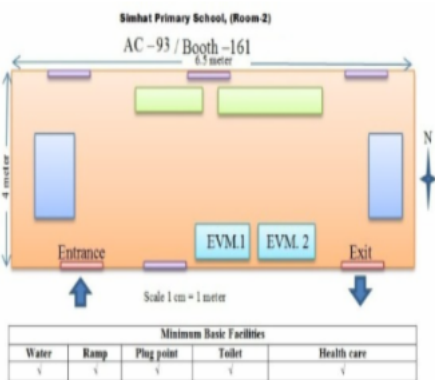 Simhat Primary School, (Room-2)
AC –93 / Booth –161
6.5 meter
4 meter
N
EVM.1 EVM. 2
Entrance Exit
Scale 1 cm = 1 meter
Minimum Basic Facilities
Water Ramp Plug point Toilet Health care
√ √ √ √ √